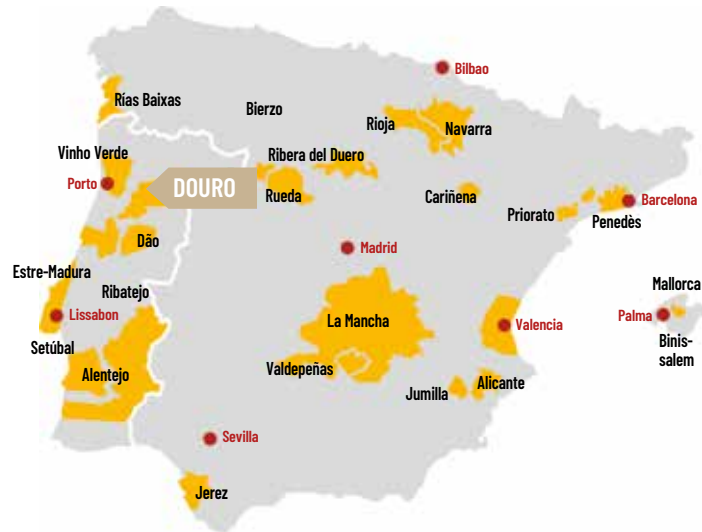 Bilbao
Rías Baixas
Bierzo
Rioja
Navarra
Vinho Verde
Ribera del Duero
Porto
DOURO
Rueda
Cariñena
Barcelona
Priorato
Penedès
Dão
Madrid
Estre-Madura
Ribatejo
Mallorca
Lissabon
La Mancha
Valencia
Palma
Setúbal
Binis-
salem
Valdepeñas
Alentejo
Jumilla
Alicante
Sevilla
Jerez